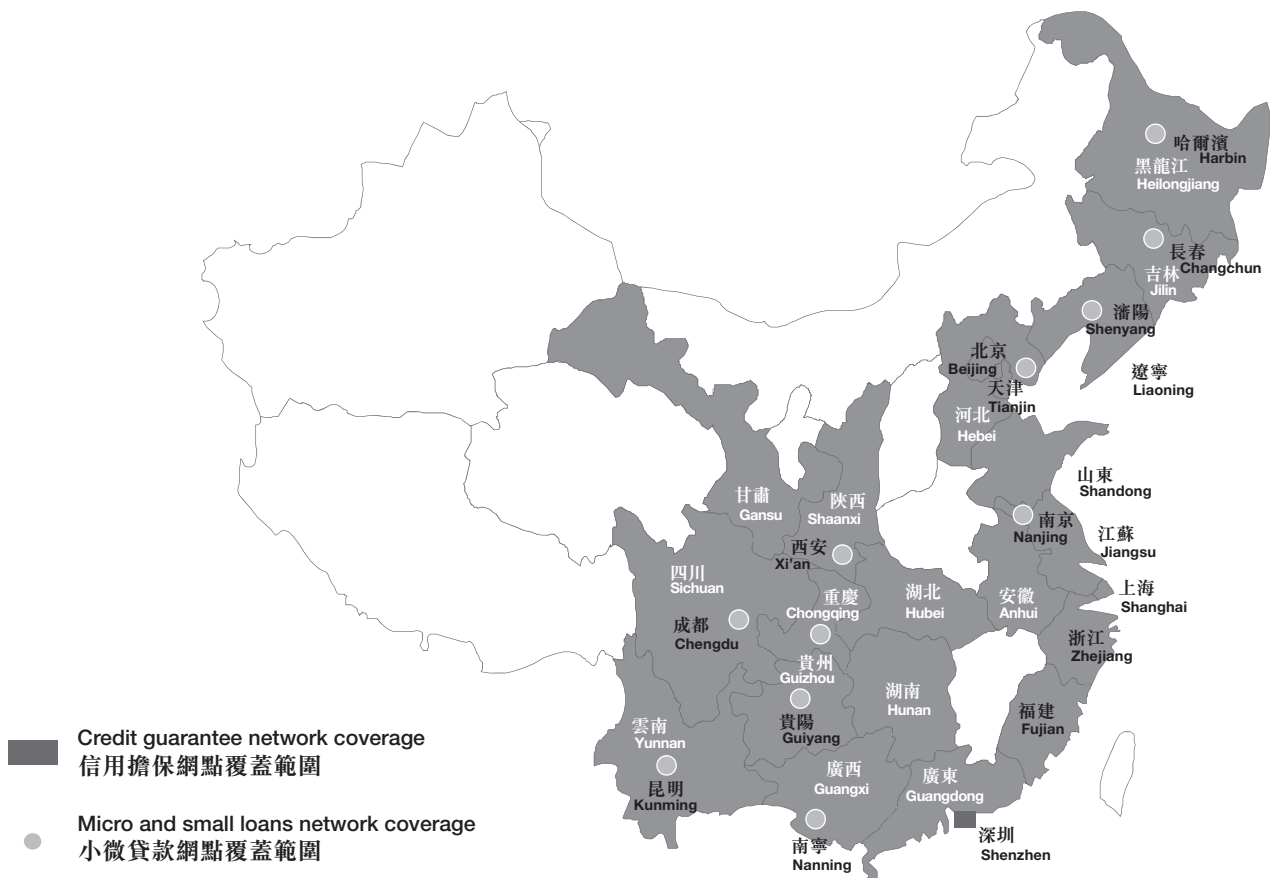 哈爾濱
Harbin
黑龍江
Heilongjiang
長春
Changchun
吉林
Jilin
瀋陽
Shenyang
北京
Beijing
遼寧
Liaoning
天津
Tianjin
河北
Hebei
山東
Shandong
甘肅
Gansu
陝西
Shaanxi
南京
Nanjing
江蘇
Jiangsu
西安
Xi'an
四川
Sichuan
重慶
Chongqing
湖北
Hubei
安徽
Anhui
上海
Shanghai
成都
Chengdu
浙江
Zhejiang
貴州
Guizhou
湖南
Hunan
福建
Fujian
貴陽
Guiyang
雲南
Yunnan
昆明
Kunming
廣西
Guangxi
廣東
Guangdong
深圳
Shenzhen
南寧
Nanning
Credit guarantee network coverage
信用擔保網點覆蓋範圍
Micro and small loans network coverage
小微貸款網點覆蓋範圍